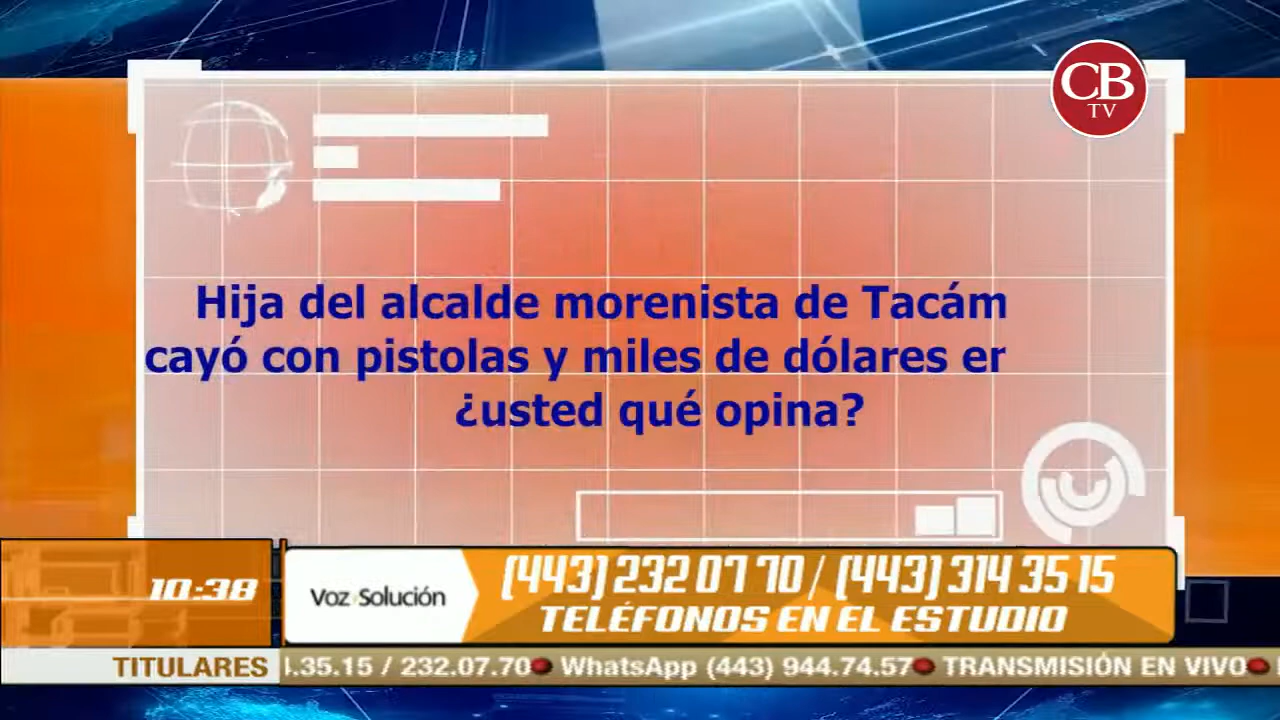 CB
TV
Hija del alcalde morenista de Tacám
cayó con pistolas y miles de dólares er
¿usted qué opina?
10:38
Voz Solución
(443) 232 07 70 / (443) 314 35 15
TELÉFONOS EN EL ESTUDIO
TITULARES
4.35.15 / 232.07.70 WhatsApp (443) 944.74.57 TRANSMISIÓN EN VIVO